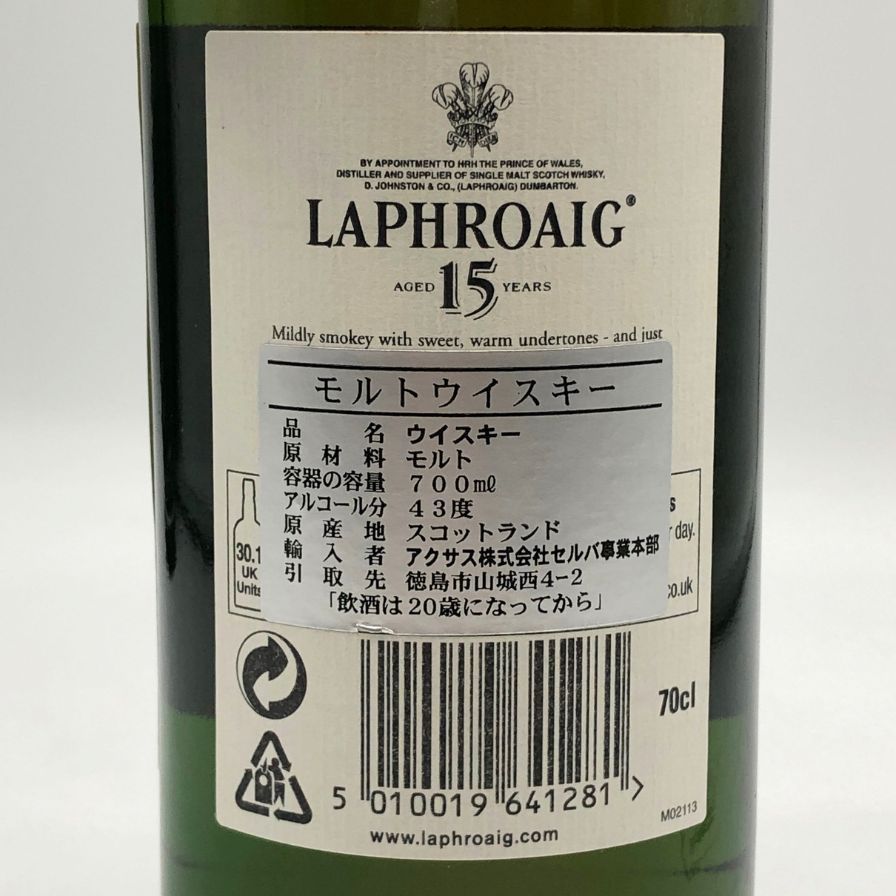 BY APPOINTMENT TO HRH THE PRINCE OF WALES,
DISTILLER AND SUPPLIER OF SINGLE MALT SCOTCH WHISKY,
D. JOHNSTON & CO., (LAPHROAIG) DUMBARTON.
LAPHROAIG®
AGED 15 YEARS
Mildly smokey with sweet, warm undertones - and just
モルトウイスキー
品名 ウイスキー
原材料 モルト
容器の容量 700㎖
アルコール分 43度
原産地 スコットランド
輸入者 アクサス株式会社セルバ事業本部
引取先 徳島市山城西4-2
「飲酒は20歳になってから」
30.1
UK
Units
day.
co.uk
70cl
5 010019 641281 >
M02113
www.laphroaig.com